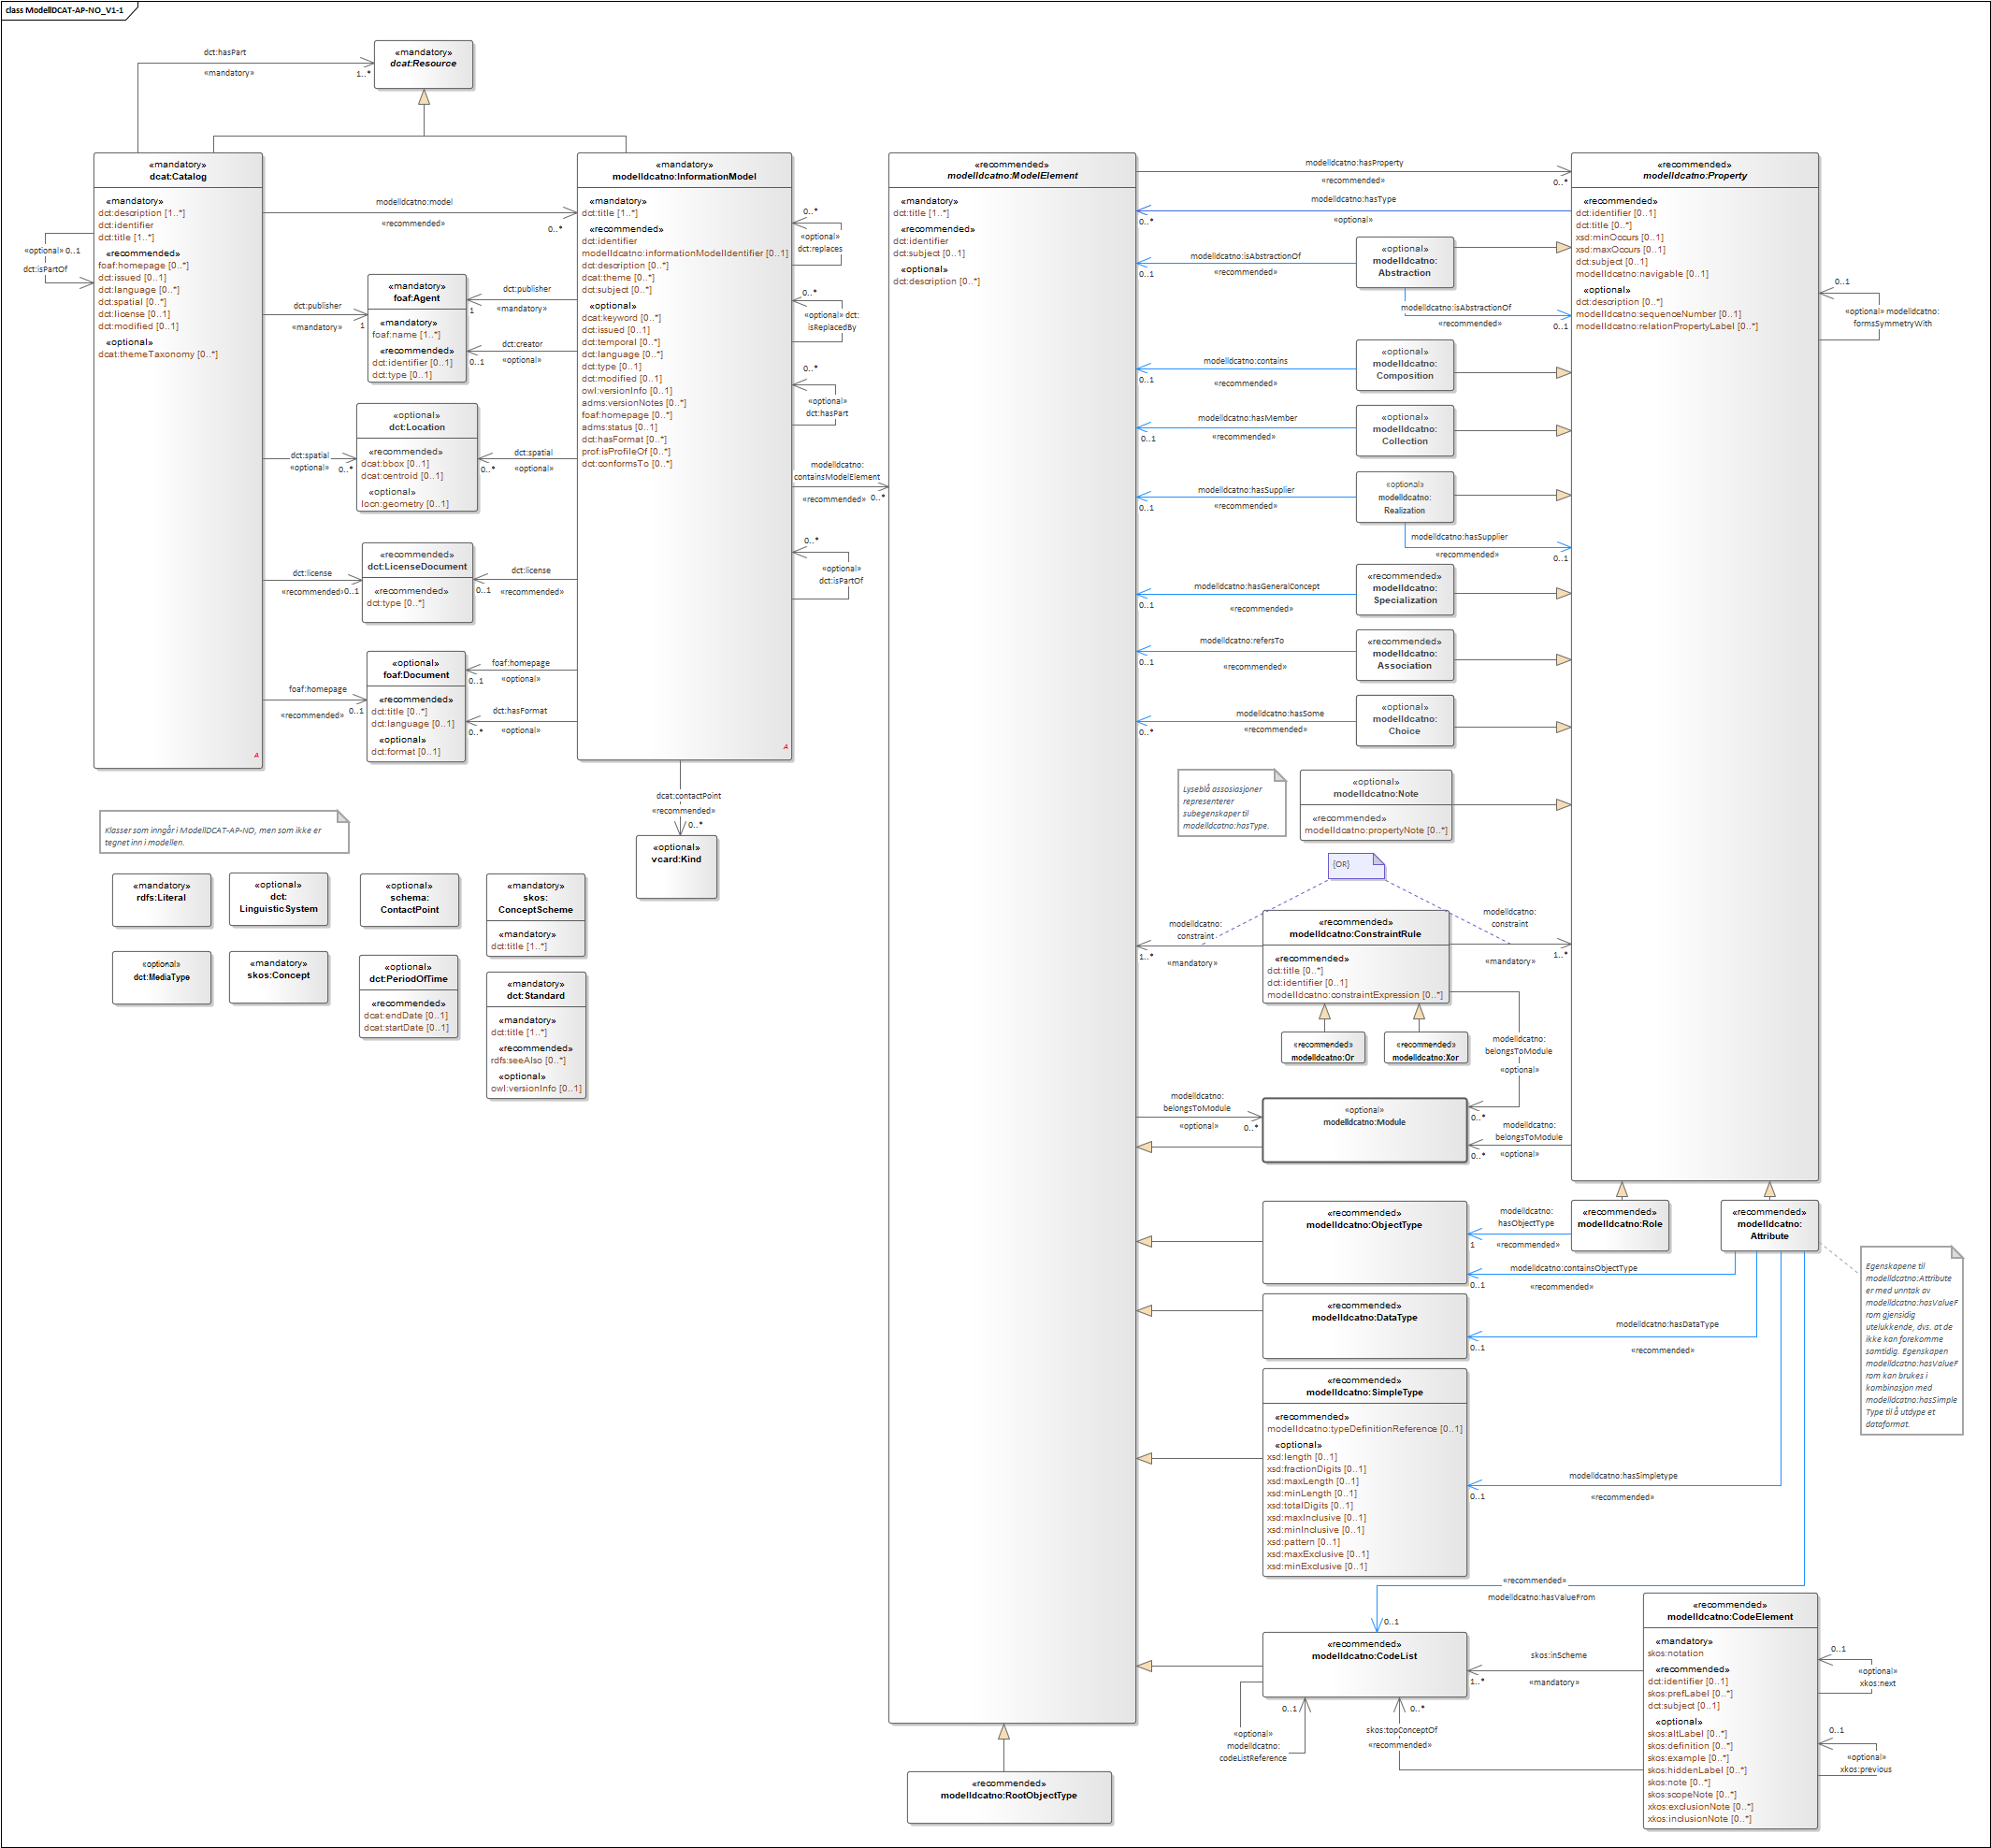 class ModellDCAT-AP-NO_V1-1
«mandatory»
dcat:Resource
dct:hasPart
«mandatory»
1..*
«mandatory»
dcat:Catalog
«mandatory»
dct:description [1..*]
dct:identifier
dct:title [1..*]
«recommended»
foaf:homepage [0..*]
dct:issued [0..1]
dct:language [0..*]
dct:spatial [0..*]
dct:license [0..1]
dct:modified [0..1]
«optional»
dcat:themeTaxonomy [0..*]
A
«optional» 0..1
dct:isPartOf
modelldcatno:model
«recommended»
0..*
dct:publisher
«mandatory»
1
dct:spatial
«optional»
0..*
dct:license
«recommended»
0..1
foaf:homepage
«recommended»
0..1
«mandatory»
foaf:Agent
«mandatory»
foaf:name [1..*]
«recommended»
dct:identifier [0..1]
dct:type [0..1]
«optional»
dct:Location
«recommended»
dcat:bbox [0..1]
dcat:centroid [0..1]
«optional»
locn:geometry [0..1]
«recommended»
dct:LicenseDocument
«recommended»
dct:type [0..*]
«optional»
foaf:Document
«recommended»
dct:title [0..*]
dct:language [0..1]
«optional»
dct:format [0..1]
dct:publisher
1
«mandatory»
dct:creator
0..1
«optional»
dct:spatial
0..*
«optional»
dct:license
0..1
«recommended»
foaf:homepage
0..1
«optional»
dct:hasFormat
0..*
«optional»
«mandatory»
modelldcatno:InformationModel
«mandatory»
dct:title [1..*]
«recommended»
dct:identifier
modelldcatno:informationModelIdentifier [0..1]
dct:description [0..*]
dcat:theme [0..*]
dct:subject [0..*]
«optional»
dcat:keyword [0..*]
dct:issued [0..1]
dct:temporal [0..*]
dct:language [0..*]
dct:type [0..1]
dct:modified [0..1]
owl:versionInfo [0..1]
adms:versionNotes [0..*]
foaf:homepage [0..*]
adms:status [0..1]
dct:hasFormat [0..*]
prof:isProfileOf [0..*]
dct:conformsTo [0..*]
A
0..*
«optional»
dct:replaces
0..*
«optional» dct:
isReplacedBy
0..*
«optional»
dct:hasPart
modelldcatno:
containsModelElement
«recommended»
0..*
0..*
«optional»
dct:isPartOf
dcat:contactPoint
«recommended»
0..*
«optional»
vcard:Kind
Klasser som inngår i ModellDCAT-AP-NO, men som ikke er
tegnet inn i modellen.
«mandatory»
rdfs:Literal
«optional»
dct:
LinguisticSystem
«optional»
schema:
ContactPoint
«mandatory»
skos:
ConceptScheme
«mandatory»
dct:title [1..*]
«optional»
dct:MediaType
«mandatory»
skos:Concept
«optional»
dct:PeriodOfTime
«recommended»
dcat:endDate [0..1]
dcat:startDate [0..1]
«mandatory»
dct:Standard
«mandatory»
dct:title [1..*]
«recommended»
rdfs:seeAlso [0..*]
«optional»
owl:versionInfo [0..1]
«recommended»
modelldcatno:ModelElement
«mandatory»
dct:title [1..*]
«recommended»
dct:identifier
dct:subject [0..1]
«optional»
dct:description [0..*]
modelldcatno:hasProperty
«recommended»
0..*
modelldcatno:hasType
0..*
«optional»
modelldcatno:isAbstractionOf
0..1
«recommended»
«optional»
modelldcatno:
Abstraction
modelldcatno:isAbstractionOf
«recommended»
0..1
modelldcatno:contains
0..1
«recommended»
«optional»
modelldcatno:
Composition
modelldcatno:hasMember
0..1
«recommended»
«optional»
modelldcatno:
Collection
modelldcatno:hasSupplier
0..1
«recommended»
«optional»
modelldcatno:
Realization
modelldcatno:hasSupplier
«recommended»
0..1
modelldcatno:hasGeneralConcept
0..1
«recommended»
«recommended»
modelldcatno:
Specialization
modelldcatno:refersTo
0..1
«recommended»
«recommended»
modelldcatno:
Association
modelldcatno:hasSome
0..*
«recommended»
«optional»
modelldcatno:
Choice
Lyseblå assosiasjoner
representerer
subegenskaper til
modelldcatno:hasType.
«optional»
modelldcatno:Note
«recommended»
modelldcatno:propertyNote [0..*]
{OR}
modelldcatno:
constraint
1..*
«mandatory»
«recommended»
modelldcatno:ConstraintRule
«recommended»
dct:title [0..*]
dct:identifier [0..1]
modelldcatno:constraintExpression [0..*]
modelldcatno:
constraint
1..*
«mandatory»
«recommended»
modelldcatno:Or
«recommended»
modelldcatno:Xor
modelldcatno:
belongsToModule
«optional»
0..*
modelldcatno:
belongsToModule
«optional»
0..*
«optional»
modelldcatno:Module
modelldcatno:
belongsToModule
0..*
«optional»
«recommended»
modelldcatno:Property
«recommended»
dct:identifier [0..1]
dct:title [0..*]
xsd:minOccurs [0..1]
xsd:maxOccurs [0..1]
dct:subject [0..1]
modelldcatno:navigable [0..1]
«optional»
dct:description [0..*]
modelldcatno:sequenceNumber [0..1]
modelldcatno:relationPropertyLabel [0..*]
0..1
«optional» modelldcatno:
formsSymmetryWith
«recommended»
modelldcatno:ObjectType
modelldcatno:
hasObjectType
1
«recommended»
«recommended»
modelldcatno:Role
«recommended»
modelldcatno:
Attribute
modelldcatno:containsObjectType
0..1
«recommended»
«recommended»
modelldcatno:DataType
modelldcatno:hasDataType
0..1
«recommended»
Egenskapene til
modelldcatno:Attribute
er med unntak av
modelldcatno:hasValueF
rom gjensidig
utelukkende, dvs. at de
ikke kan forekomme
samtidig. Egenskapen
modelldcatno:hasValueF
rom kan brukes i
kombinasjon med
modelldcatno:hasSimple
Type til å utdype et
dataformat.
«recommended»
modelldcatno:SimpleType
«recommended»
modelldcatno:typeDefinitionReference [0..1]
«optional»
xsd:length [0..1]
xsd:fractionDigits [0..1]
xsd:maxLength [0..1]
xsd:minLength [0..1]
xsd:totalDigits [0..1]
xsd:maxInclusive [0..1]
xsd:minInclusive [0..1]
xsd:pattern [0..1]
xsd:maxExclusive [0..1]
xsd:minExclusive [0..1]
modelldcatno:hasSimpletype
0..1
«recommended»
«recommended»
modelldcatno:hasValueFrom
0..1
«recommended»
modelldcatno:CodeList
0..1
«optional»
modelldcatno:
codeListReference
skos:inScheme
1..*
«mandatory»
0..*
skos:topConceptOf
«recommended»
«recommended»
modelldcatno:CodeElement
«mandatory»
skos:notation
«recommended»
dct:identifier [0..1]
skos:prefLabel [0..*]
dct:subject [0..1]
«optional»
skos:altLabel [0..*]
skos:definition [0..*]
skos:example [0..*]
skos:hiddenLabel [0..*]
skos:note [0..*]
skos:scopeNote [0..*]
xkos:exclusionNote [0..*]
xkos:inclusionNote [0..*]
0..1
«optional»
xkos:next
0..1
«optional»
xkos:previous
«recommended»
modelldcatno:RootObjectType